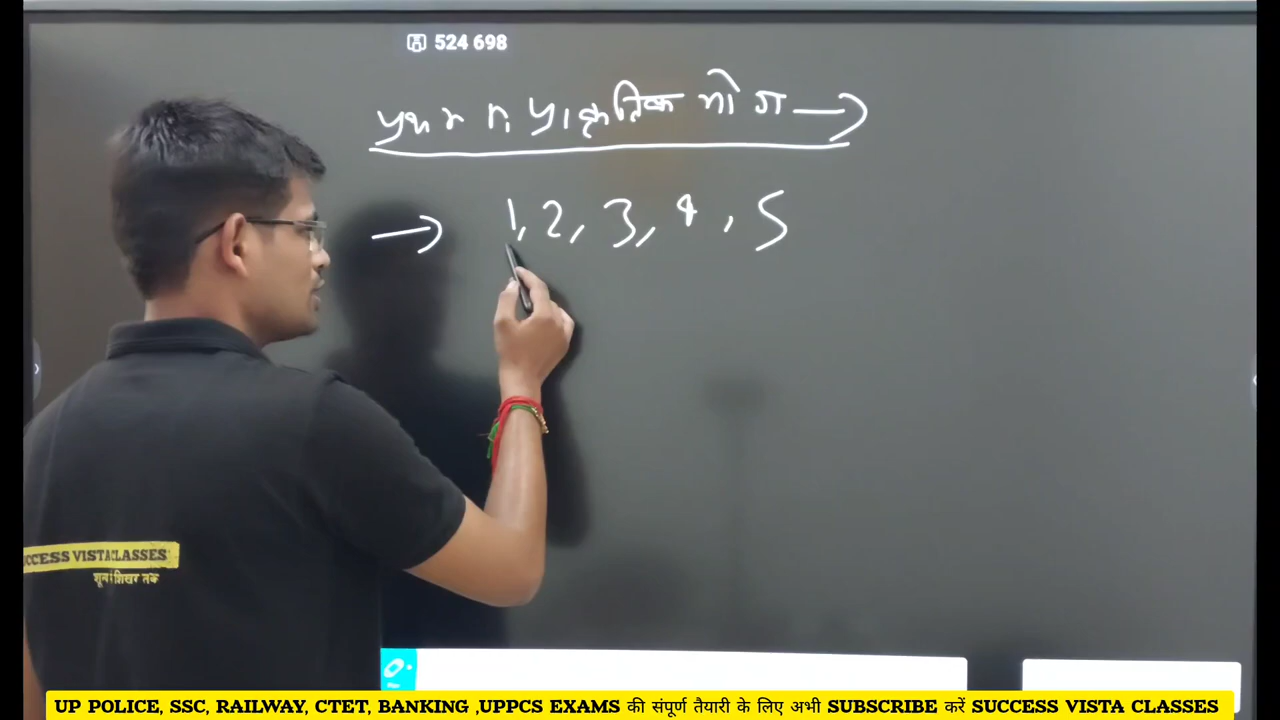 524 698
प्रथम n प्राकृतिक योग →
→ 1, 2, 3, 4, 5
CCESS VISTA CLASSES
शून्य शिखर तक
UP POLICE, SSC, RAILWAY, CTET, BANKING ,UPPCS EXAMS की संपूर्ण तैयारी के लिए अभी SUBSCRIBE करें SUCCESS VISTA CLASSES